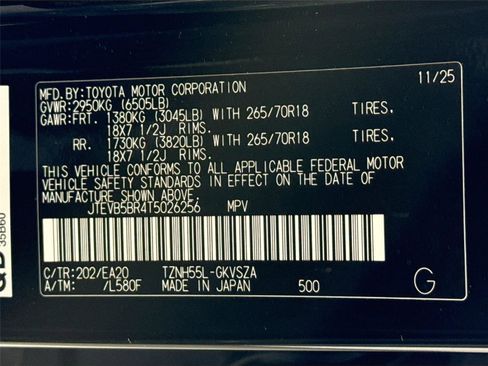 MFD.BY:TOYOTA MOTOR CORPORATION 11/25
GVWR:2950KG (6505LB)
GAWR:FRT. 1380KG (3045LB) WITH 265/70R18 TIRES.
18X7 1/2J RIMS.
RR. 1730KG (3820LB) WITH 265/70R18 TIRES.
18X7 1/2J RIMS.
THIS VEHICLE CONFORMS TO ALL APPLICABLE FEDERAL MOTOR
VEHICLE SAFETY STANDARDS IN EFFECT ON THE DATE OF
MANUFACTURE SHOWN ABOVE.
JTEVB5BR4T5026256 MPV
C/TR:202/EA20 TZNH55L-GKVSZA
A/TM: /L580F MADE IN JAPAN 500 G
35B60